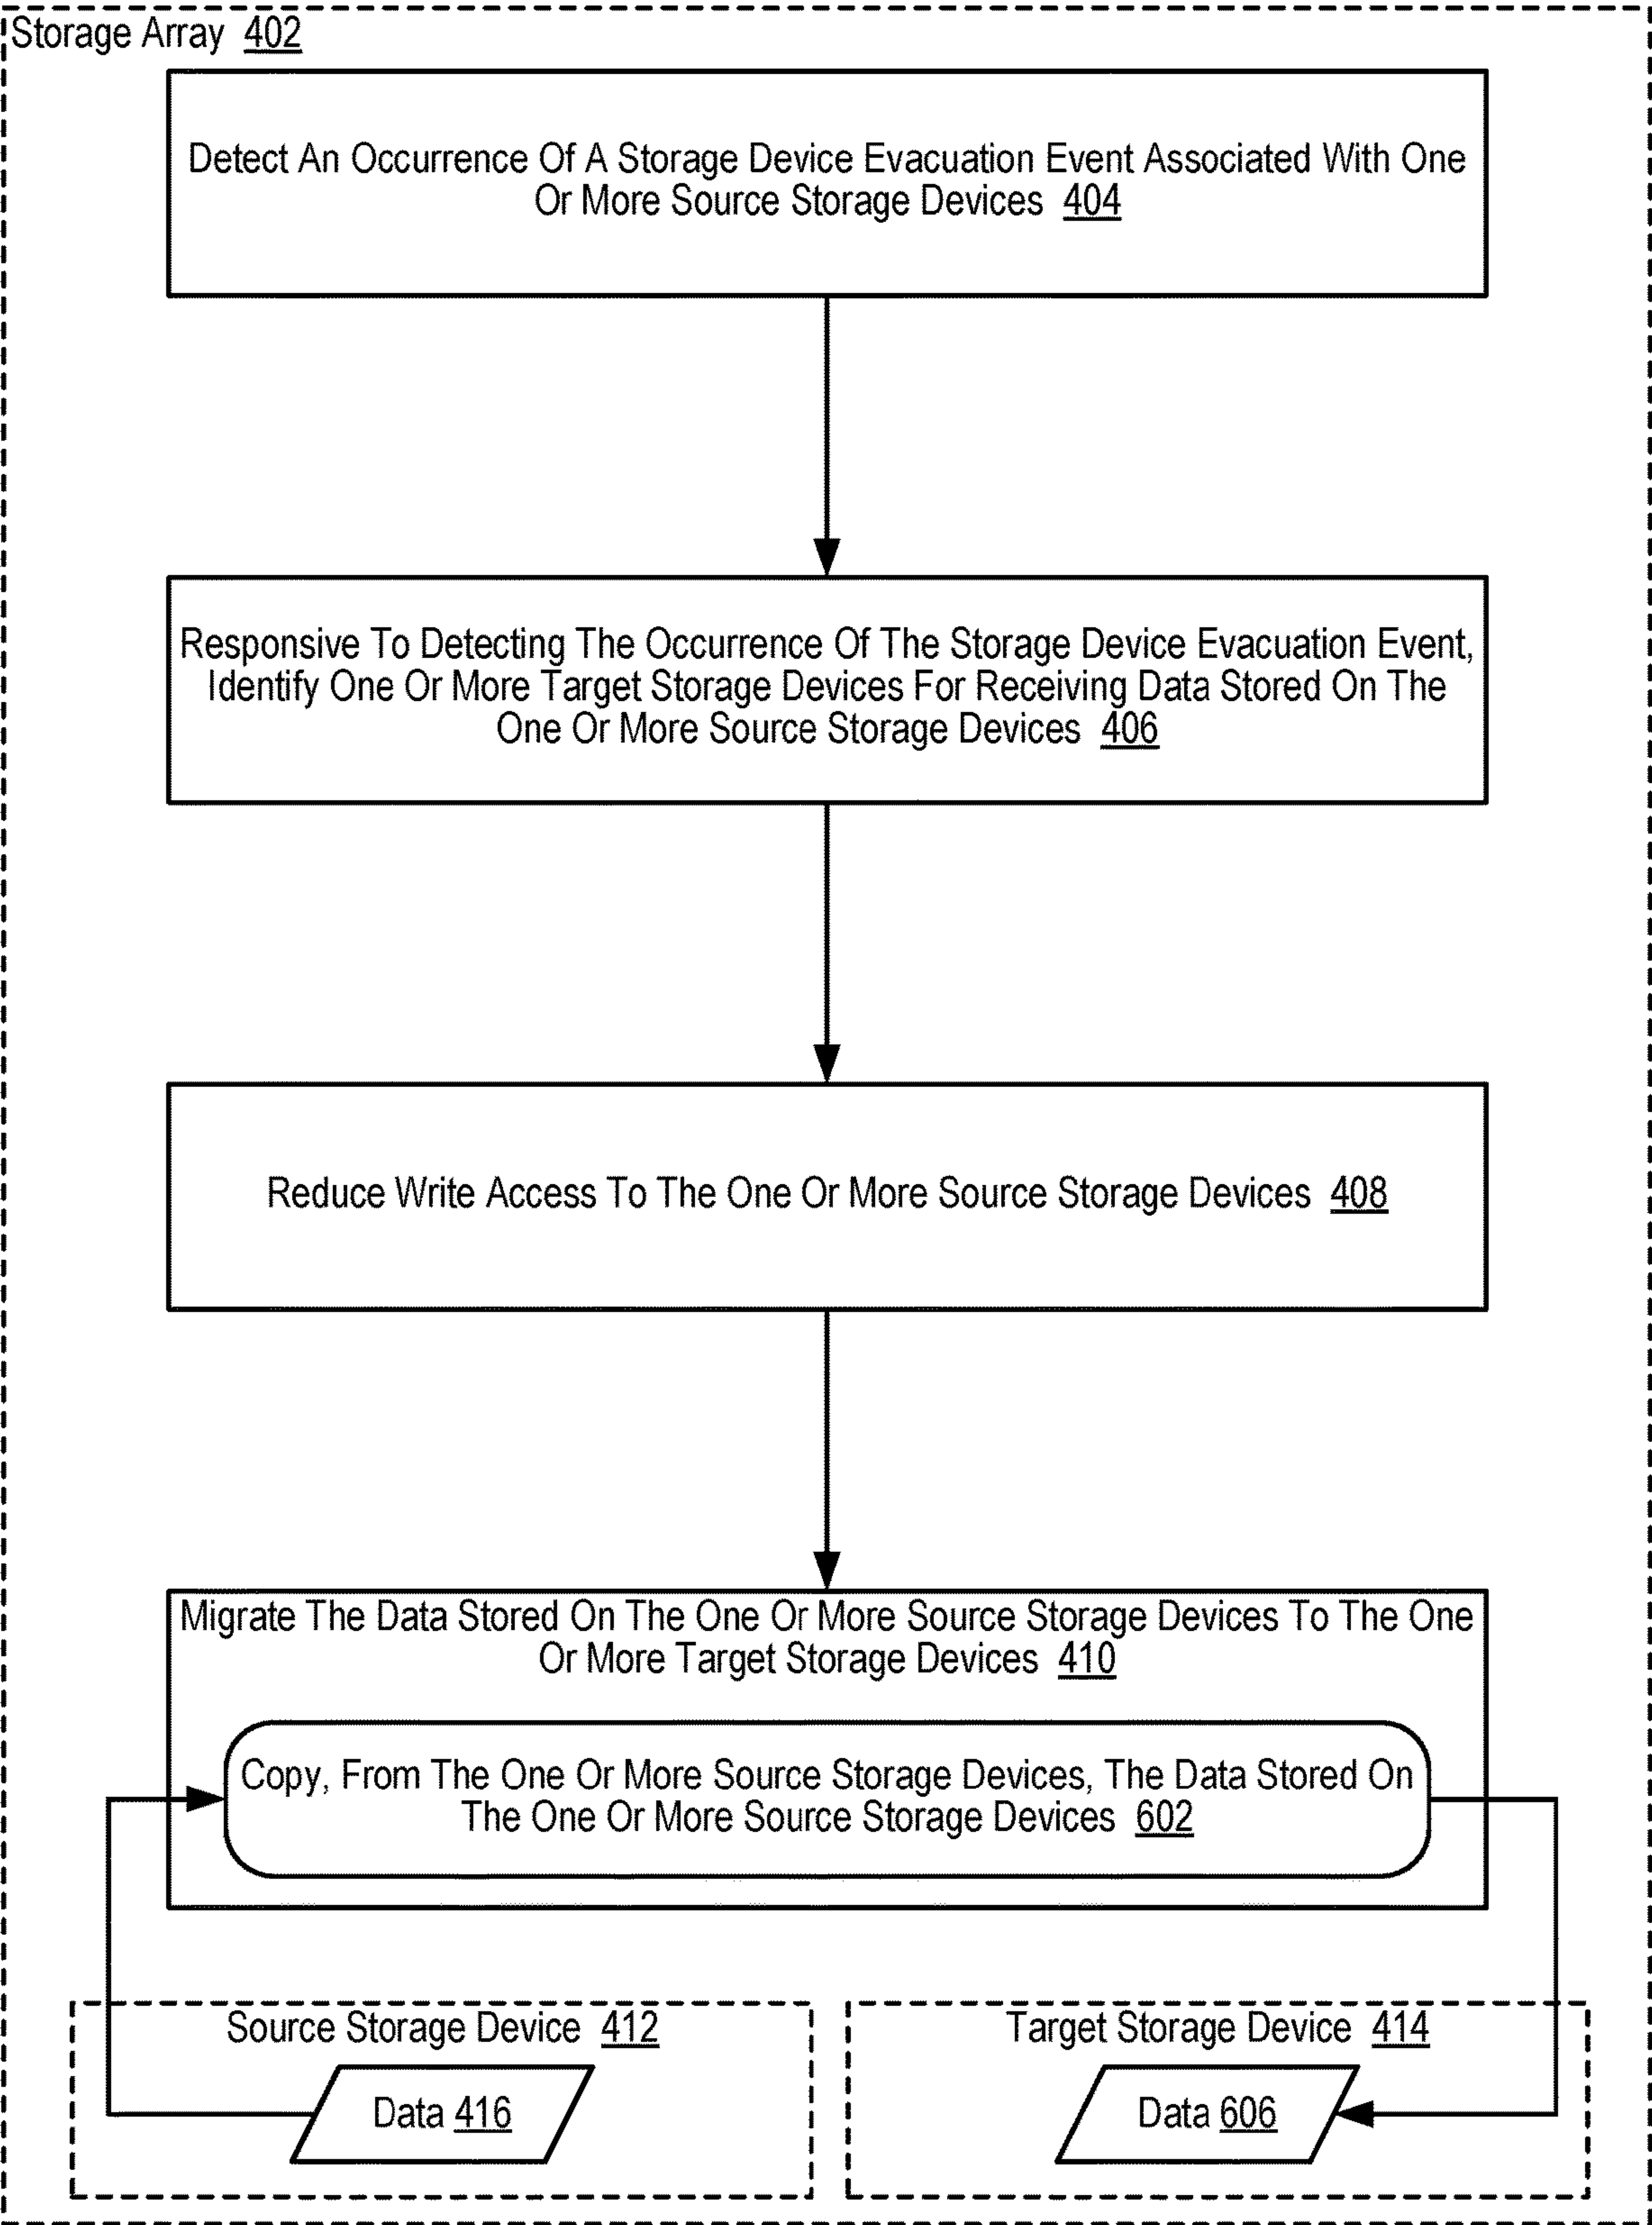 Storage Array 402
Detect An Occurrence Of A Storage Device Evacuation Event Associated With One
Or More Source Storage Devices 404
Responsive To Detecting The Occurrence Of The Storage Device Evacuation Event,
Identify One Or More Target Storage Devices For Receiving Data Stored On The
One Or More Source Storage Devices 406
Reduce Write Access To The One Or More Source Storage Devices 408
Migrate The Data Stored On The One Or More Source Storage Devices To The One
Or More Target Storage Devices 410
Copy, From The One Or More Source Storage Devices, The Data Stored On
The One Or More Source Storage Devices 602
Source Storage Device 412
Data 416
Target Storage Device 414
Data 606